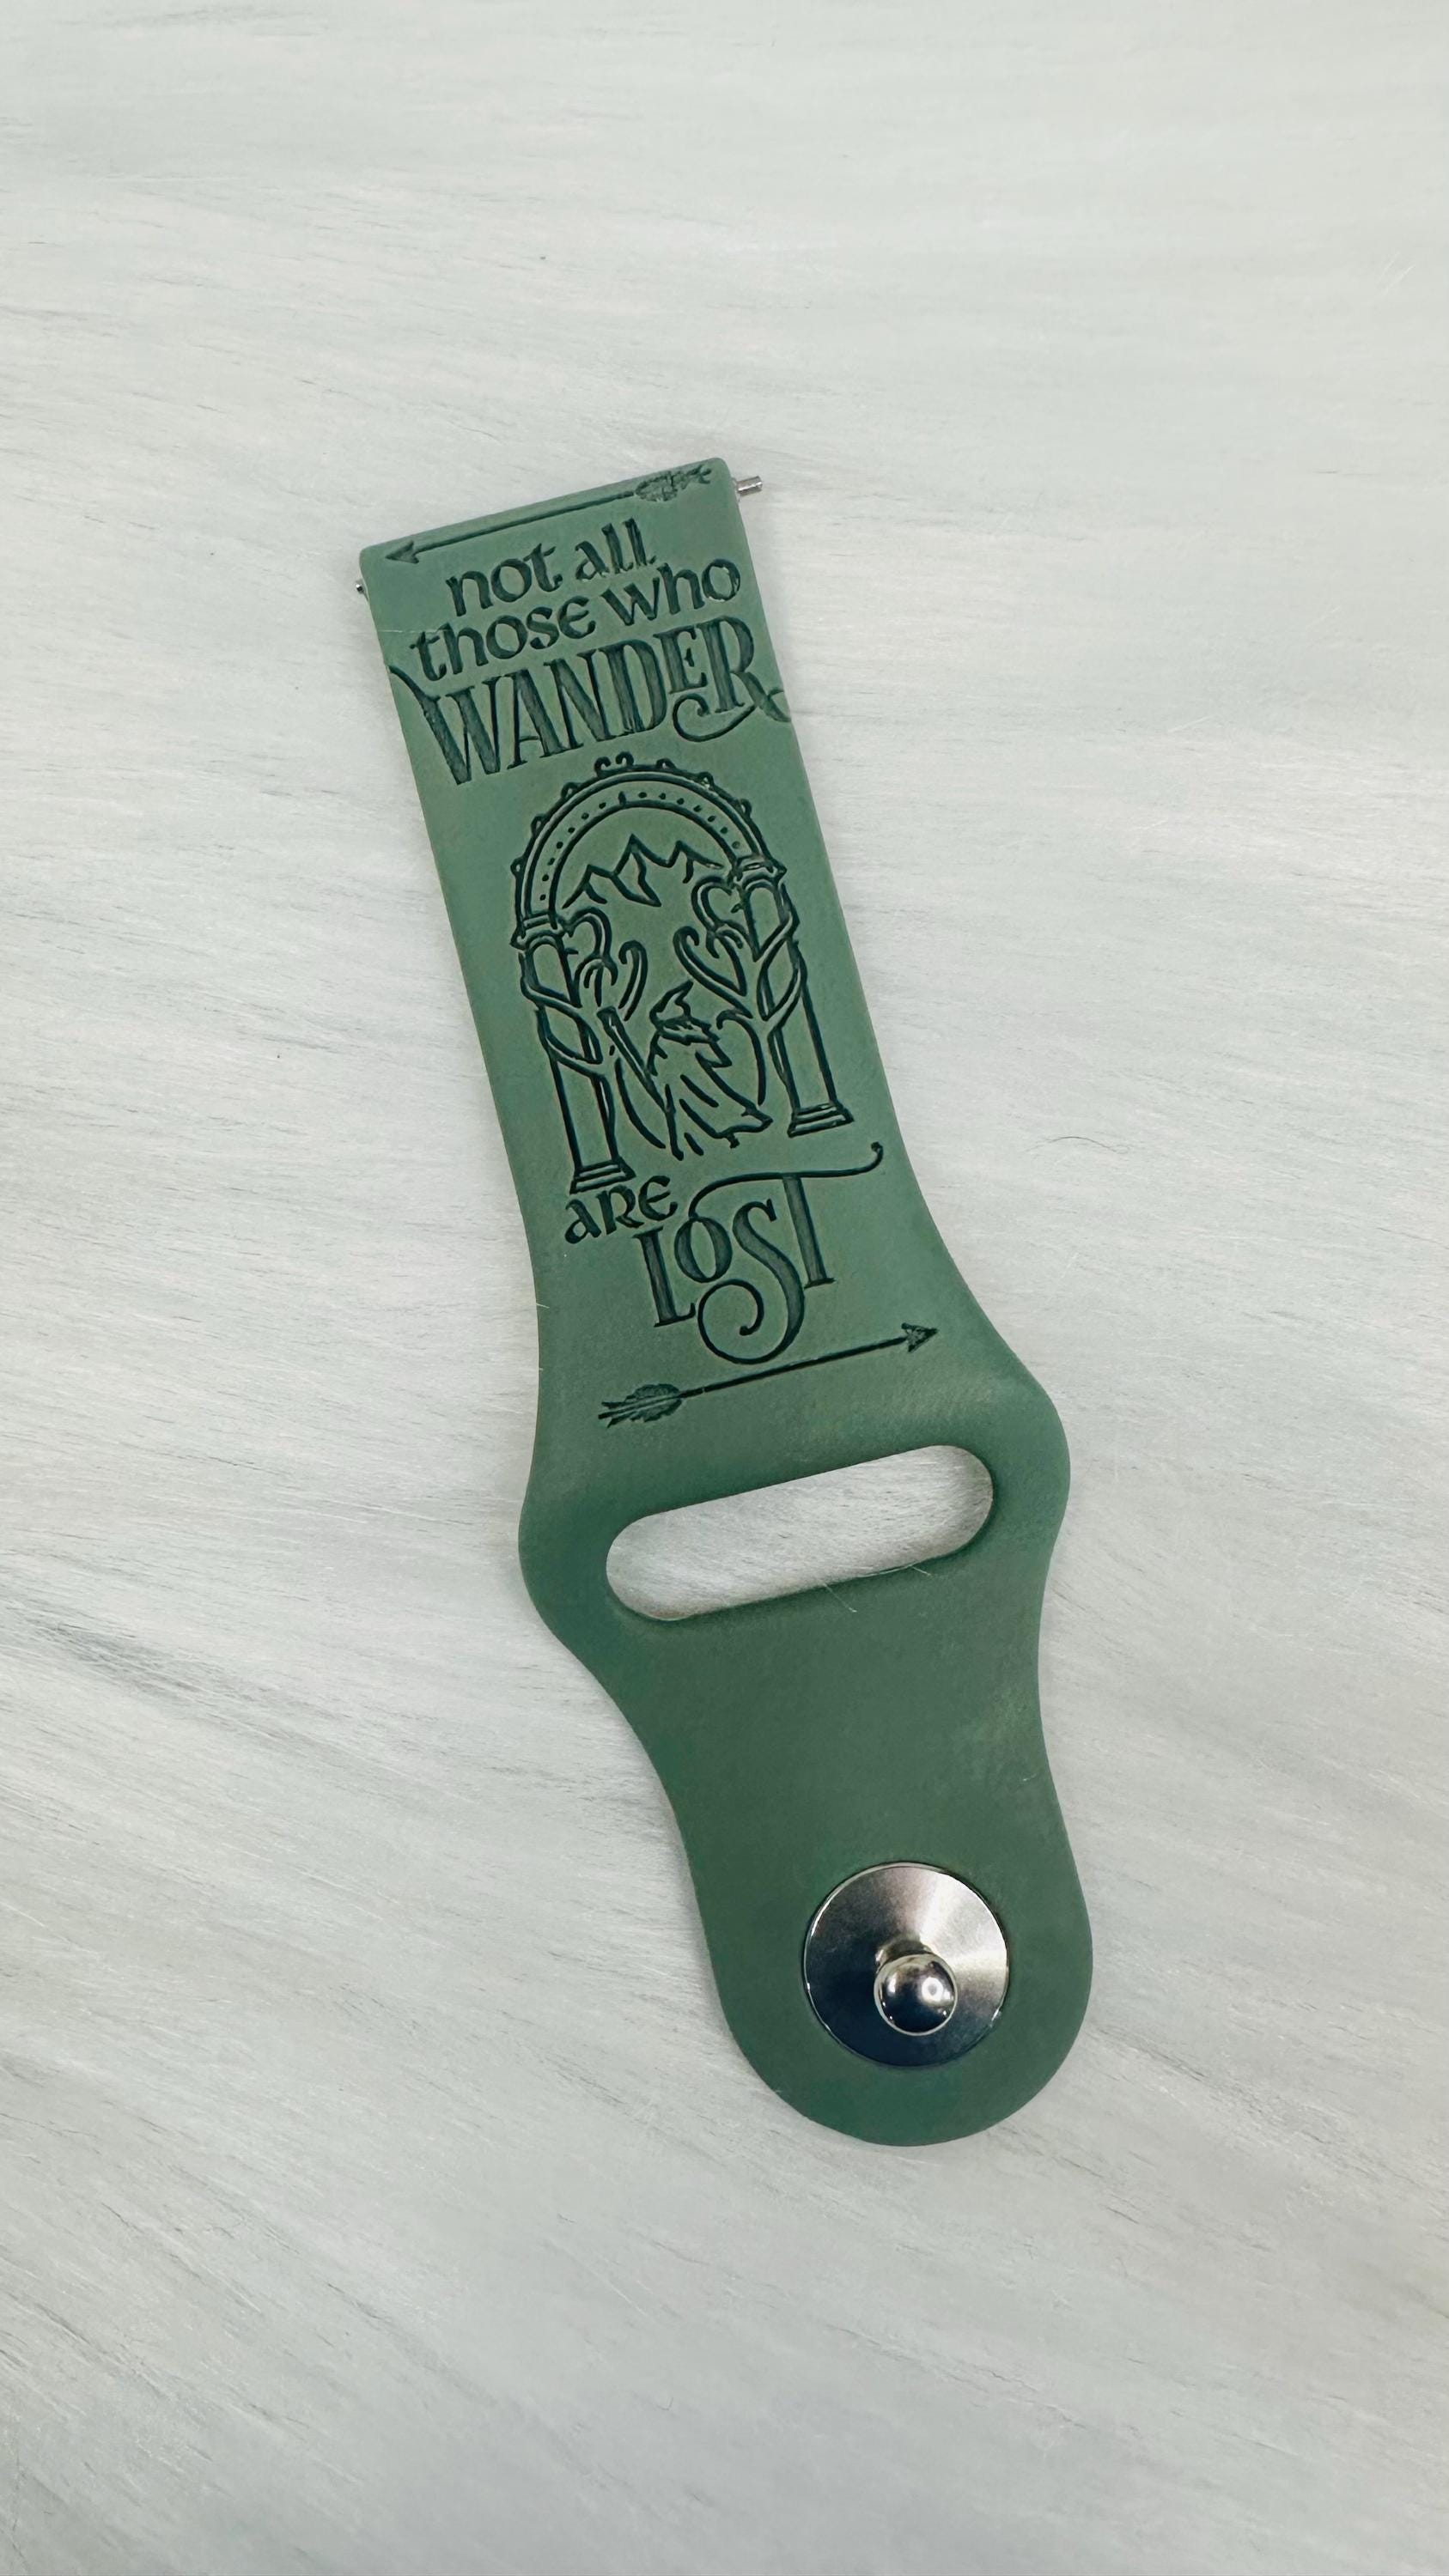 not all
those who
WANDER
ARE
LOST